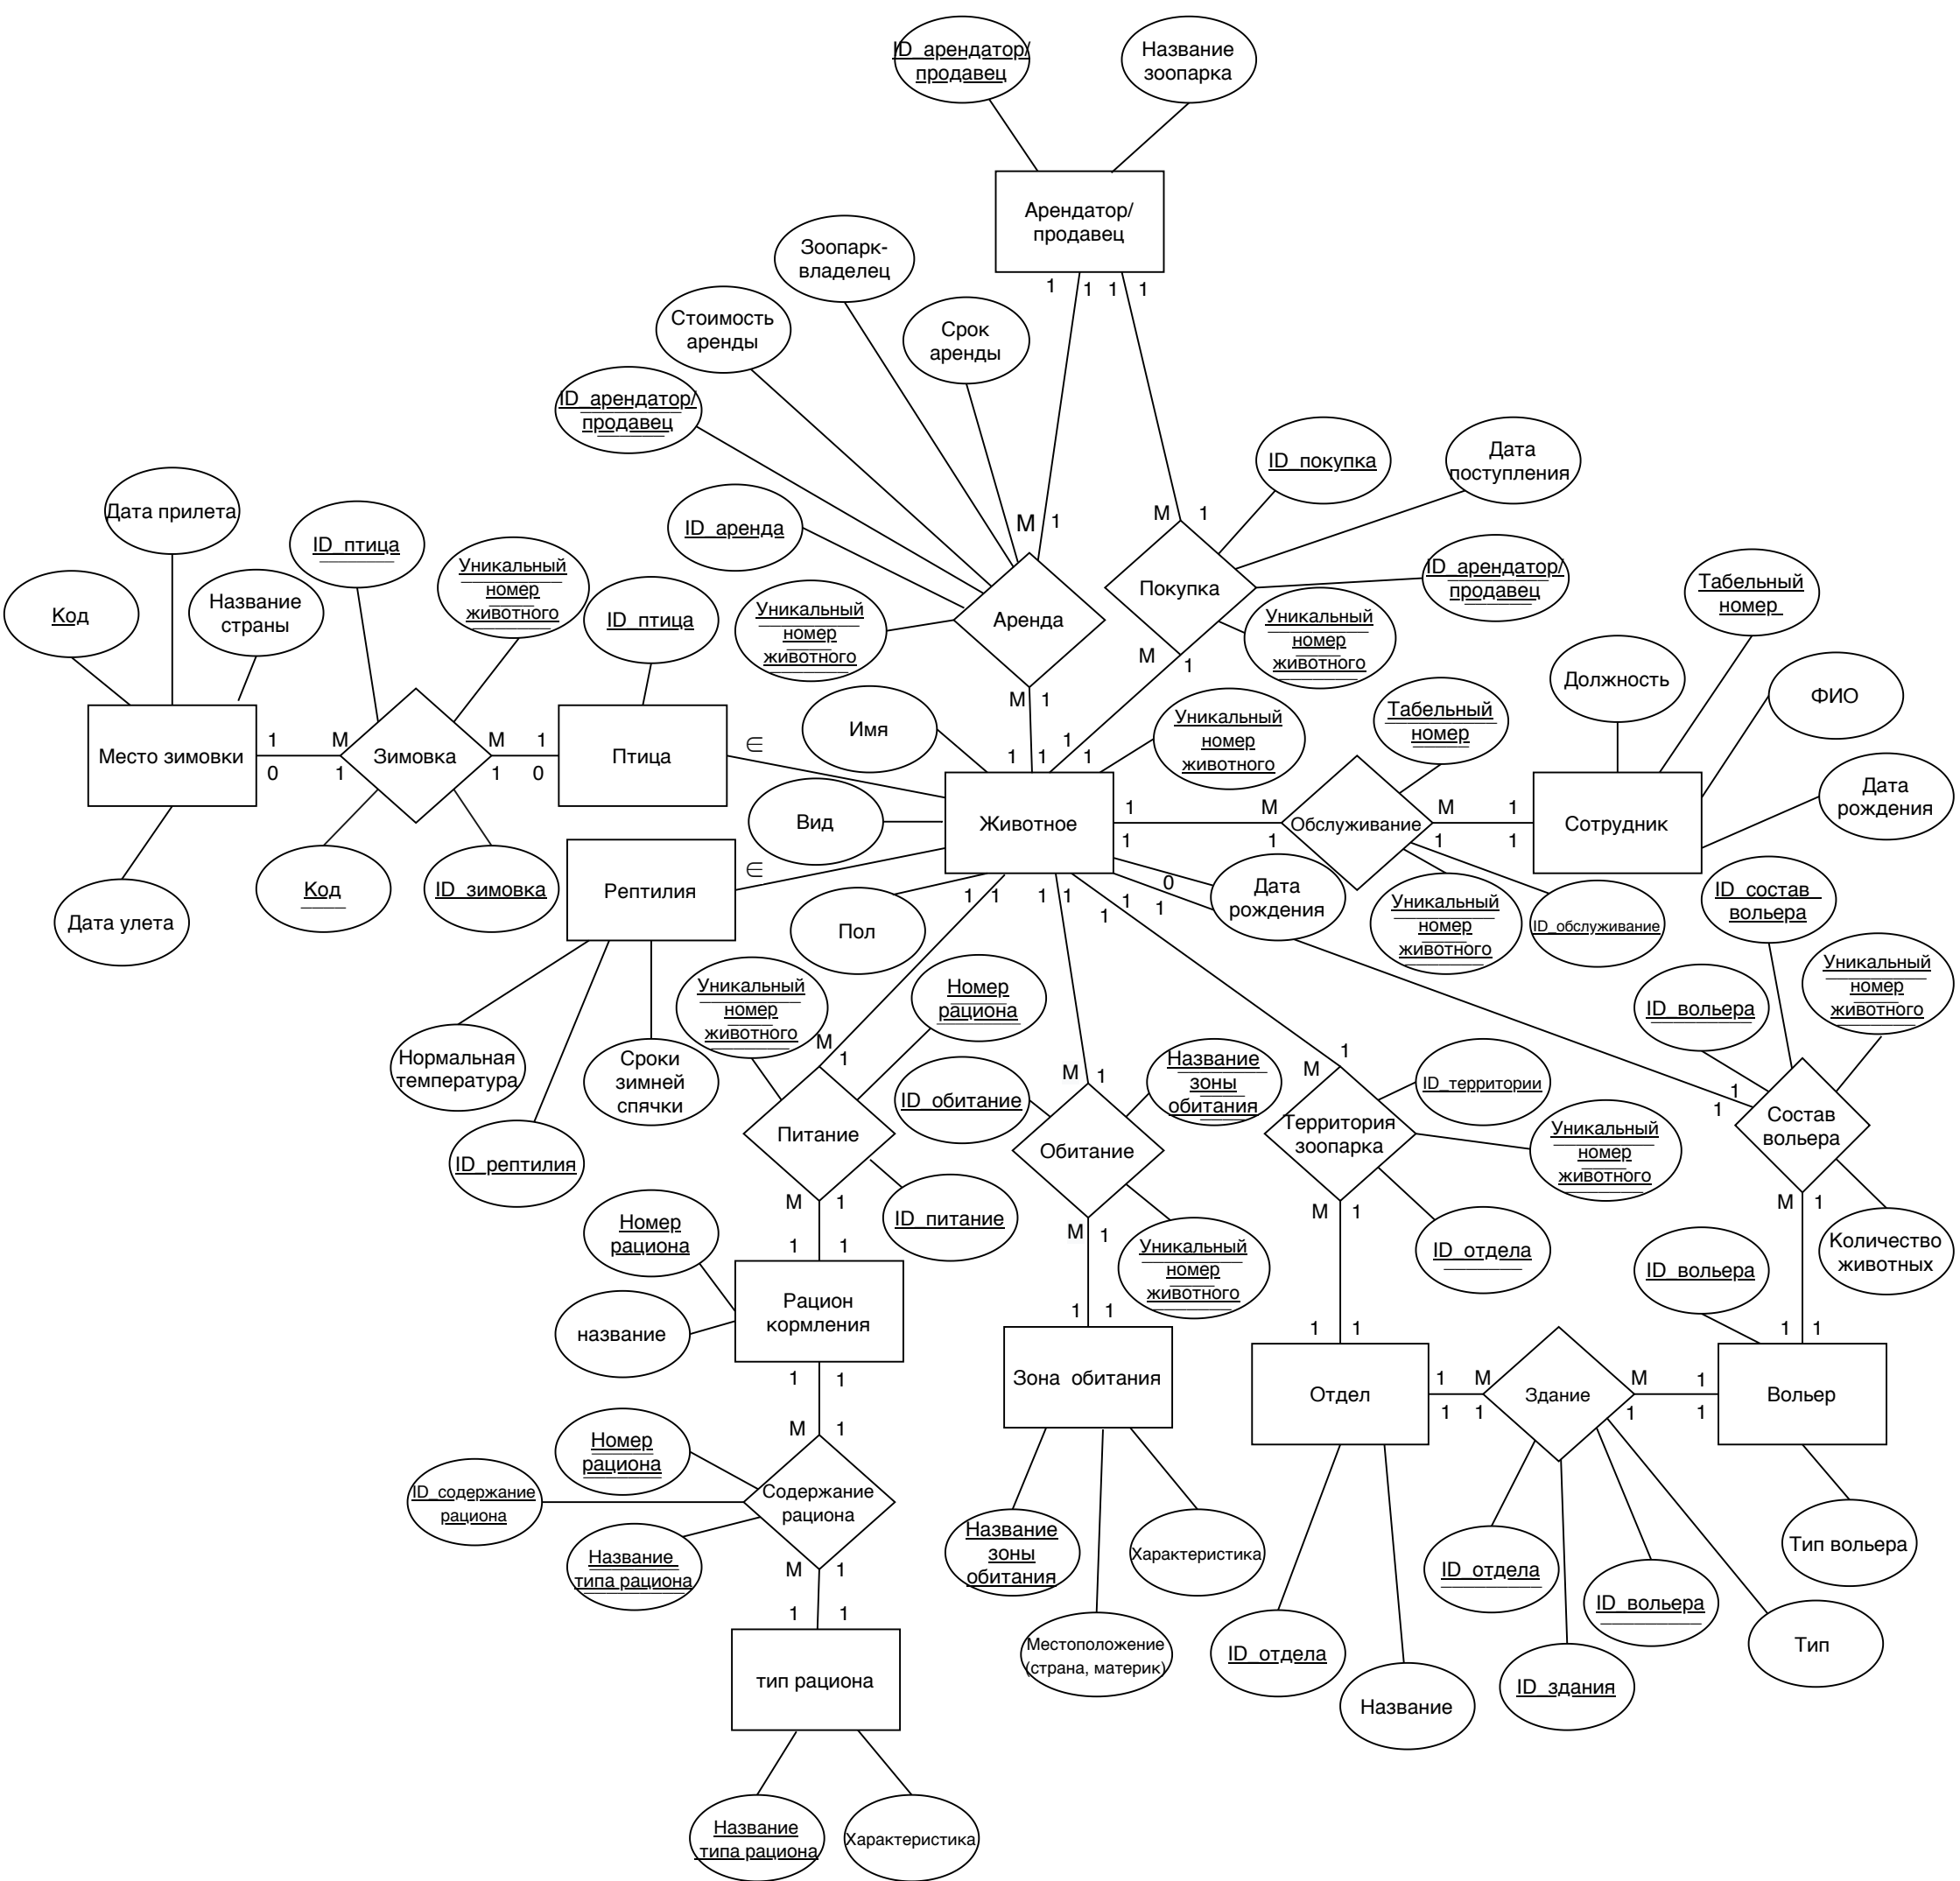 ID_арендатор/
продавец
Название
зоопарка
Арендатор/
продавец
1
1
1
1
Зоопарк-
владелец
Стоимость
аренды
Срок
аренды
ID_арендатор/
продавец
ID_аренда
Уникальный
номер
животного
M
1
Аренда
M
1
M
1
Покупка
M
1
ID_покупка
Дата
поступления
ID_арендатор/
продавец
Уникальный
номер
животного
Дата прилета
Код
Название
страны
ID_птица
Уникальный
номер
животного
ID_птица
Место зимовки
1
0
M
1
Зимовка
M
1
1
0
Птица
∈
Дата улета
Код
ID_зимовка
Имя
Уникальный
номер
животного
1
1
1
1
Вид
Животное
1
1
M
1
Обслуживание
M
1
1
1
Сотрудник
Табельный
номер
Должность
Табельный
номер
ФИО
Дата
рождения
Уникальный
номер
животного
ID_обслуживание
Рептилия
∈
Нормальная
температура
ID_рептилия
Сроки
зимней
спячки
Пол
1
1
1
1
1
1
0
1
Дата
рождения
Уникальный
номер
животного
Номер
рациона
M
1
Питание
ID_питание
M
1
1
1
Номер
рациона
название
Рацион
кормления
1
1
M
1
Номер
рациона
ID_содержание
рациона
Название
типа рациона
Содержание
рациона
M
1
1
1
тип рациона
Название
типа рациона
Характеристика
ID_обитание
M
1
Название
зоны
обитания
Обитание
M
1
Уникальный
номер
животного
1
1
Зона обитания
Название
зоны
обитания
Характеристика
Местоположение
(страна, материк)
1
M
Территория
зоопарка
ID_территории
Уникальный
номер
животного
ID_отдела
M
1
1
1
Отдел
ID_отдела
Название
1
1
M
1
Здание
M
1
1
1
ID_отдела
ID_здания
ID_вольера
Тип
ID_состав
вольера
ID_вольера
Уникальный
номер
животного
1
1
Состав
вольера
M
1
Количество
животных
ID_вольера
1
1
Вольер
Тип вольера